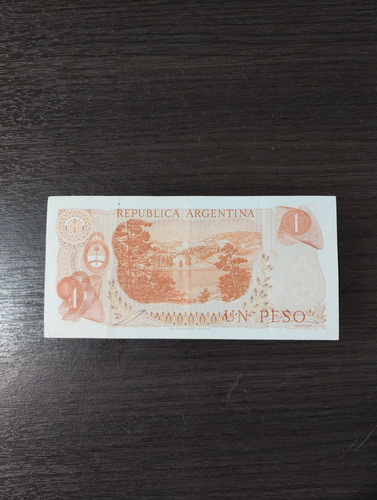 REPUBLICA ARGENTINA
1
1
UN PESO